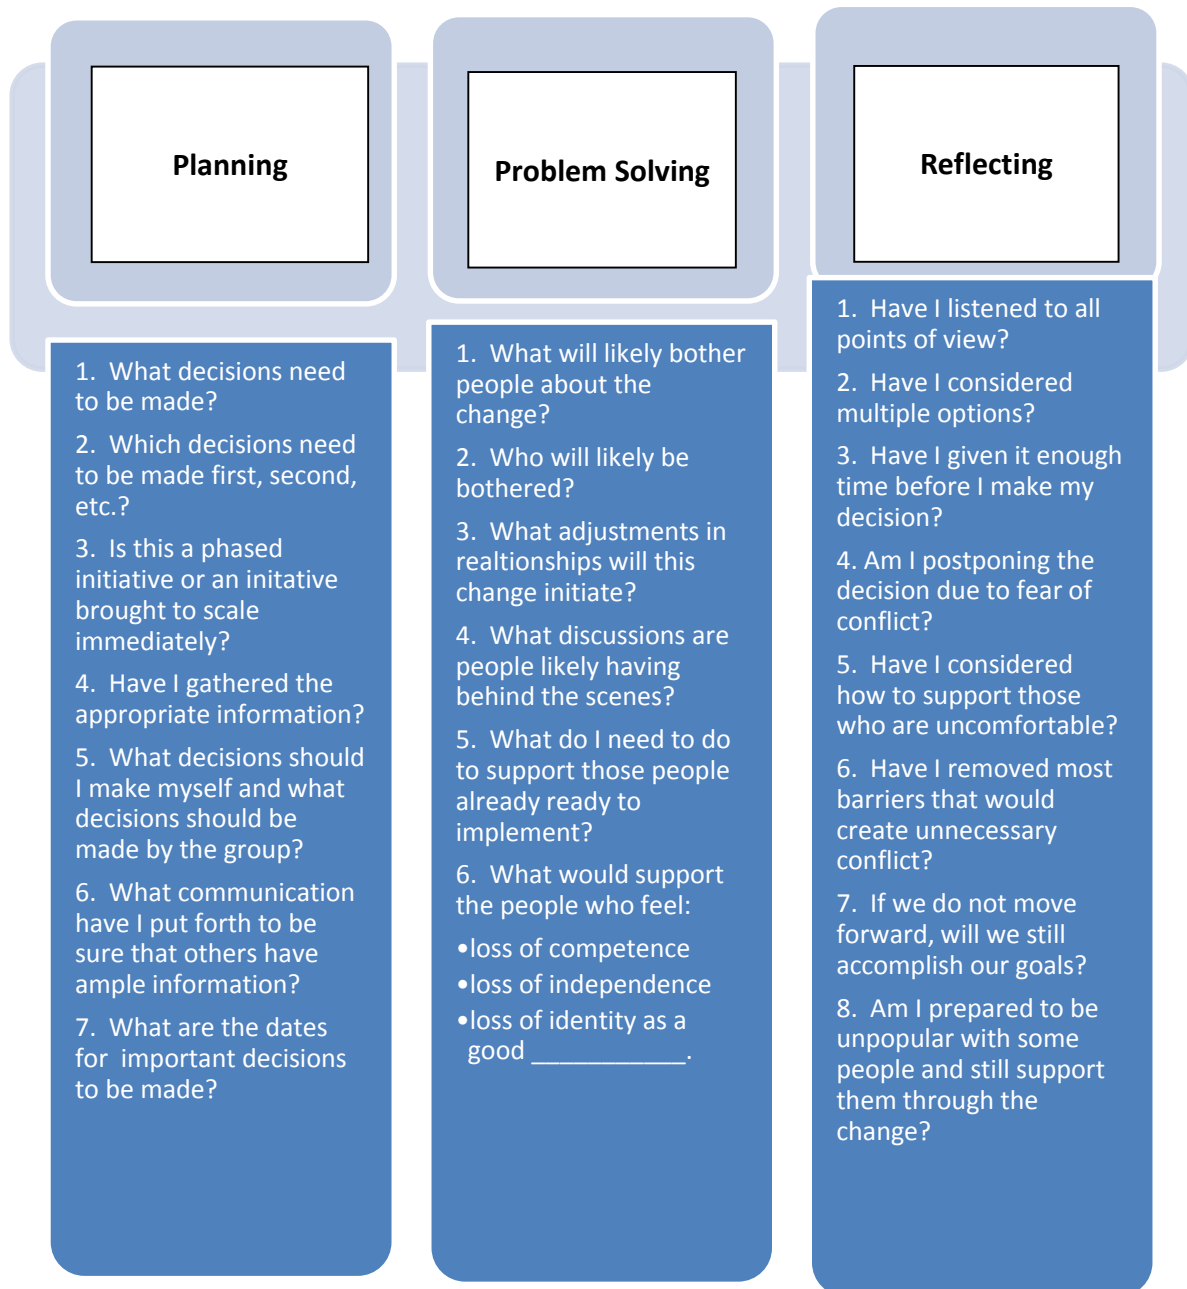 Planning
1.  What decisions need
to be made?
2.  Which decisions need
to be made first, second,
etc.?
3.  Is this a phased
initiative or an initative
brought to scale
immediately?
4.  Have I gathered the
appropriate information?
5.  What decisions should
I make myself and what
decisions should be
made by the group?
6.  What communication
have I put forth to be
sure that others have
ample information?
7.  What are the dates
for  important decisions
to be made?
Problem Solving
1.  What will likely bother
people about the
change?
2.  Who will likely be
bothered?
3.  What adjustments in
realtionships will this
change initiate?
4.  What discussions are
people likely having
behind the scenes?
5.  What do I need to do
to support those people
already ready to
implement?
6.  What would support
the people who feel:
•loss of competence
•loss of independence
•loss of identity as a
good ____________.
Reflecting
1.  Have I listened to all
points of view?
2.  Have I considered
multiple options?
3.  Have I given it enough
time before I make my
decision?
4. Am I postponing the
decision due to fear of
conflict?
5.  Have I considered
how to support those
who are uncomfortable?
6.  Have I removed most
barriers that would
create unnecessary
conflict?
7.  If we do not move
forward, will we still
accomplish our goals?
8.  Am I prepared to be
unpopular with some
people and still support
them through the
change?